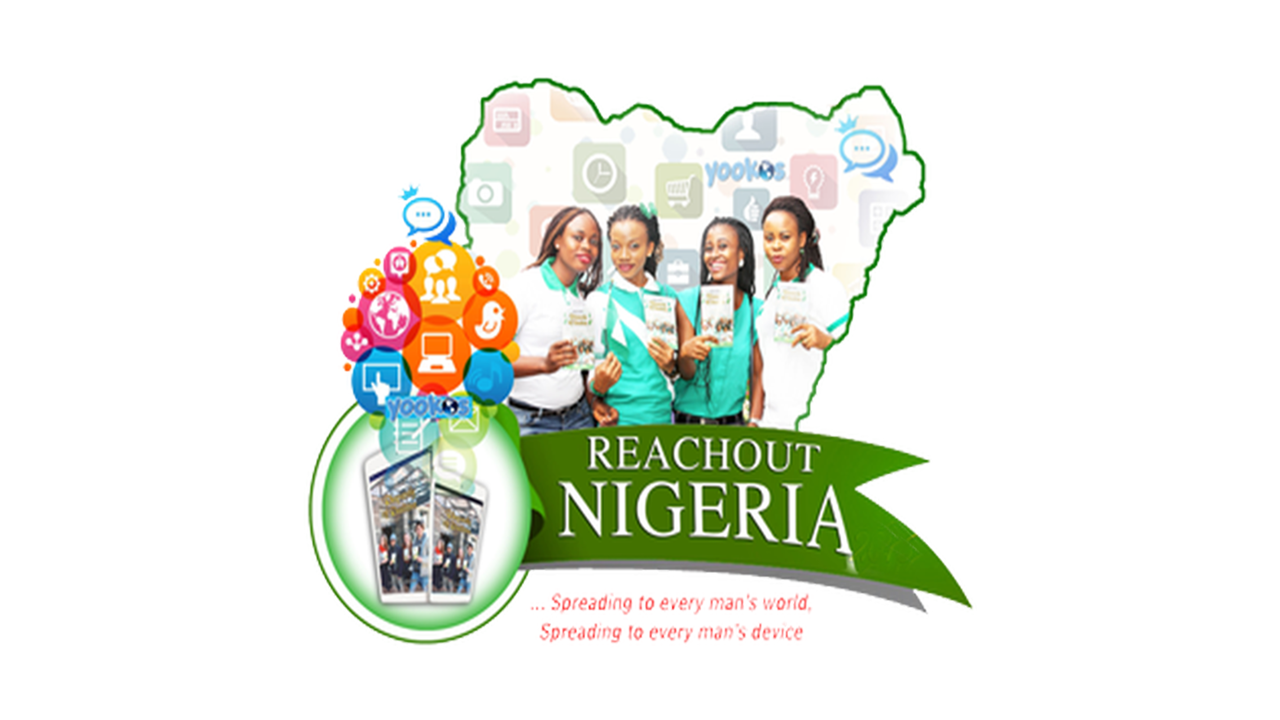 yookos
yookos
REACHOUT
NIGERIA
... Spreading to every man's world,
Spreading to every man's device